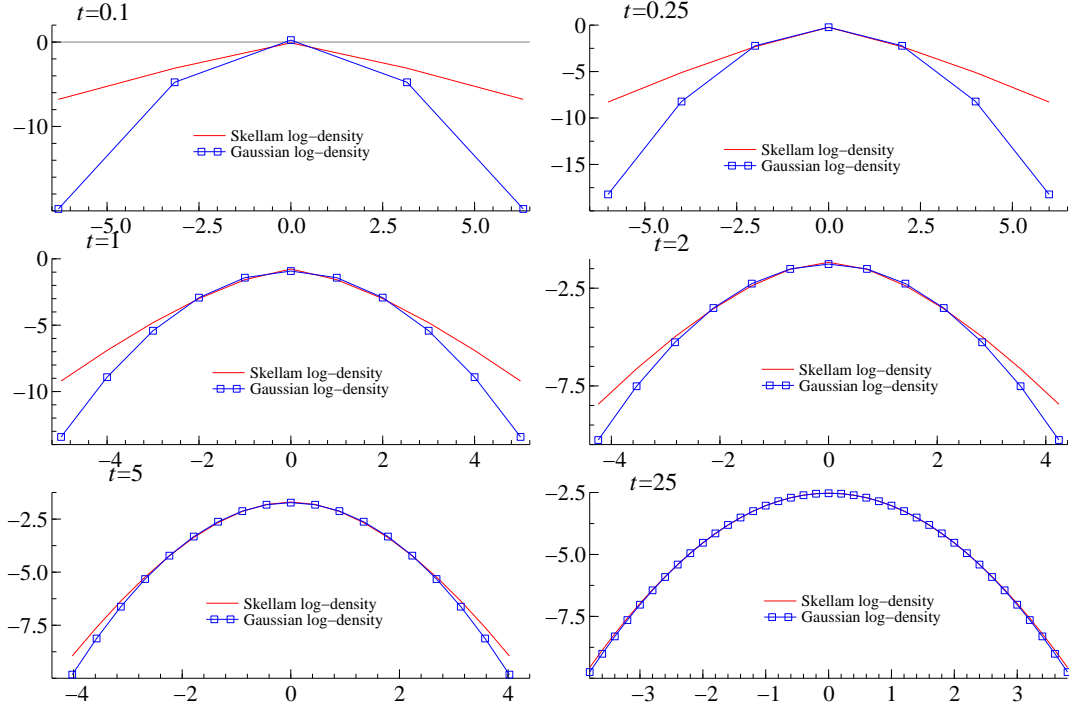 t=0.1
0
−10
Skellam log−density
Gaussian log−density
−5.0 −2.5 0.0 2.5 5.0
t=0.25
0
−5
−10
−15
Skellam log−density
Gaussian log−density
−5.0 −2.5 0.0 2.5 5.0
t=1
0
−5
−10
Skellam log−density
Gaussian log−density
−4 −2 0 2 4
t=2
−2.5
−7.5
Skellam log−density
Gaussian log−density
−4 −2 0 2 4
t=5
−2.5
−5.0
−7.5
Skellam log−density
Gaussian log−density
−4 −2 0 2 4
t=25
−2.5
−5.0
−7.5
Skellam log−density
Gaussian log−density
−3 −2 −1 0 1 2 3